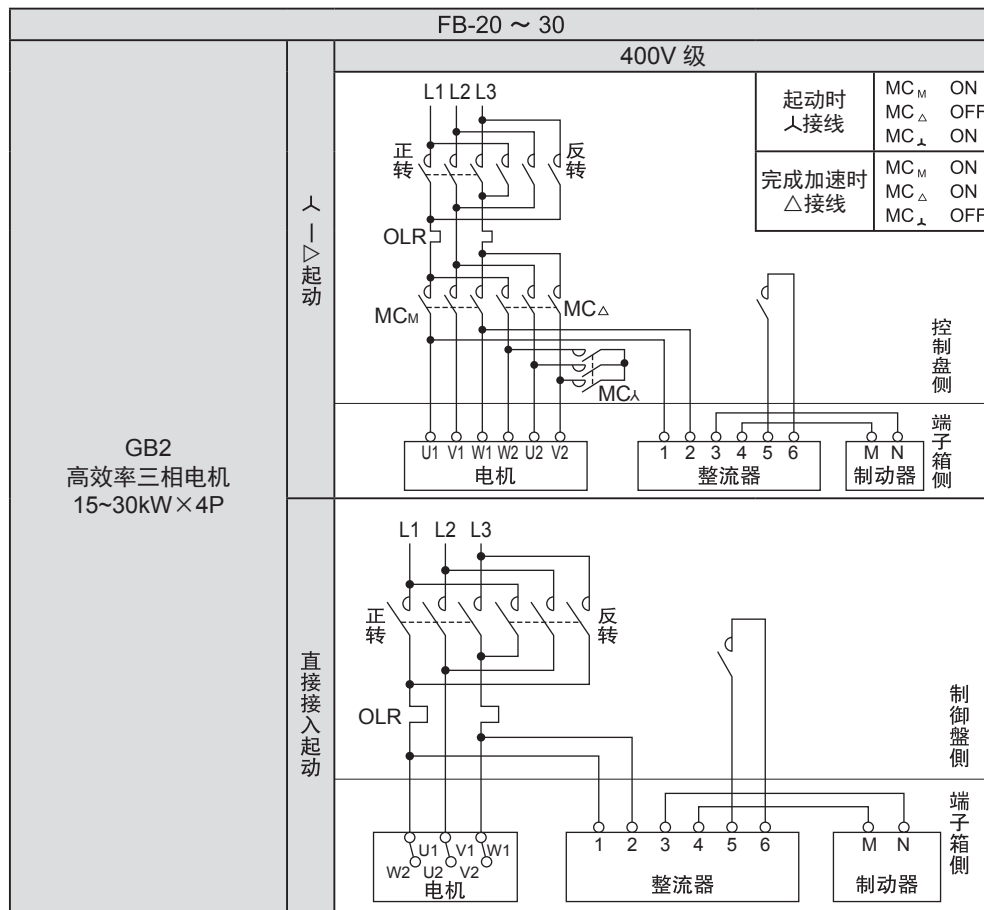 FB-20 ～ 30
400V 级
GB2
高效率三相电机
15~30kW×4P
人
|
▷
起
动
L1 L2 L3
正转
反转
OLR
MCM
MC△
MC人
起动时
人接线
MCM ON
MC△ OFF
MC人 ON
完成加速时
△接线
MCM ON
MC△ ON
MC人 OFF
控制盘侧
端子箱侧
U1 V1 W1 W2 U2 V2
电机
1 2 3 4 5 6
整流器
M N
制动器
直接接入起动
L1 L2 L3
正转
反转
OLR
制御盤側
端子箱側
U1 V1 W1
W2 U2 V2
电机
1 2 3 4 5 6
整流器
M N
制动器